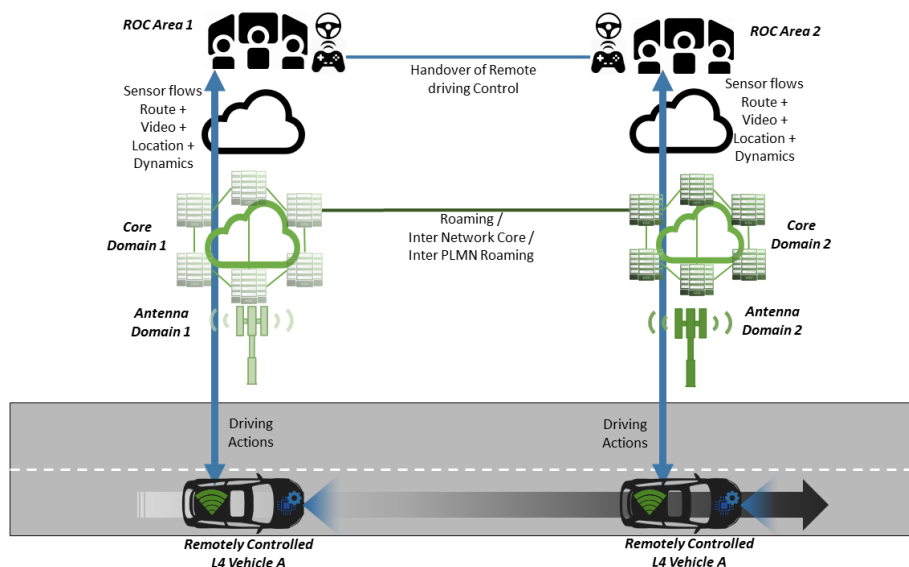 ROC Area 1
ROC Area 2
Handover of Remote
driving Control
Sensor flows
Route +
Video +
Location +
Dynamics
Sensor flows
Route +
Video +
Location +
Dynamics
Core
Domain 1
Roaming /
Inter Network Core /
Inter PLMN Roaming
Core
Domain 2
Antenna
Domain 1
Antenna
Domain 2
Driving
Actions
Driving
Actions
Remotely Controlled
L4 Vehicle A
Remotely Controlled
L4 Vehicle A